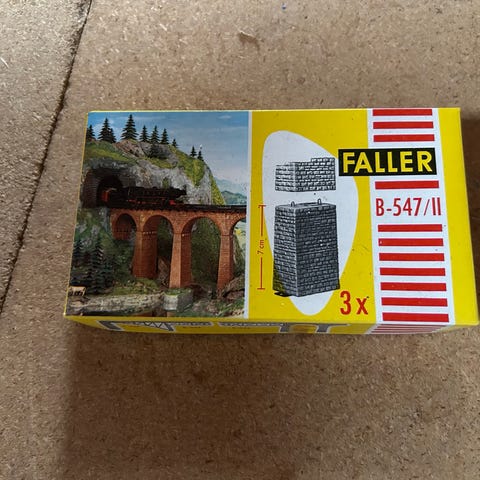 FALLER
B-547/II
7 cm
3x